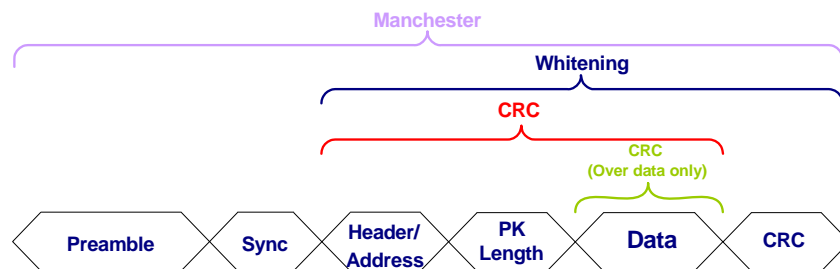 Manchester
Whitening
CRC
CRC
(Over data only)
Preamble
Sync
Header/
Address
PK
Length
Data
CRC